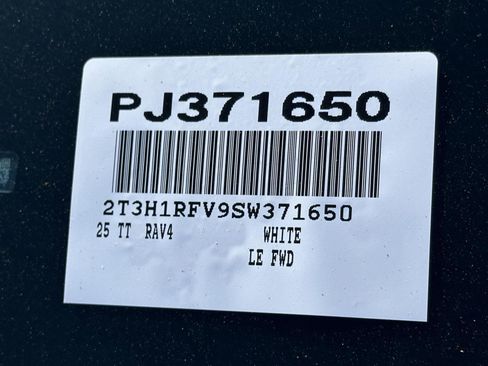 PJ371650
2T3H1RFV9SW371650
25 TT RAV4 WHITE
LE FWD